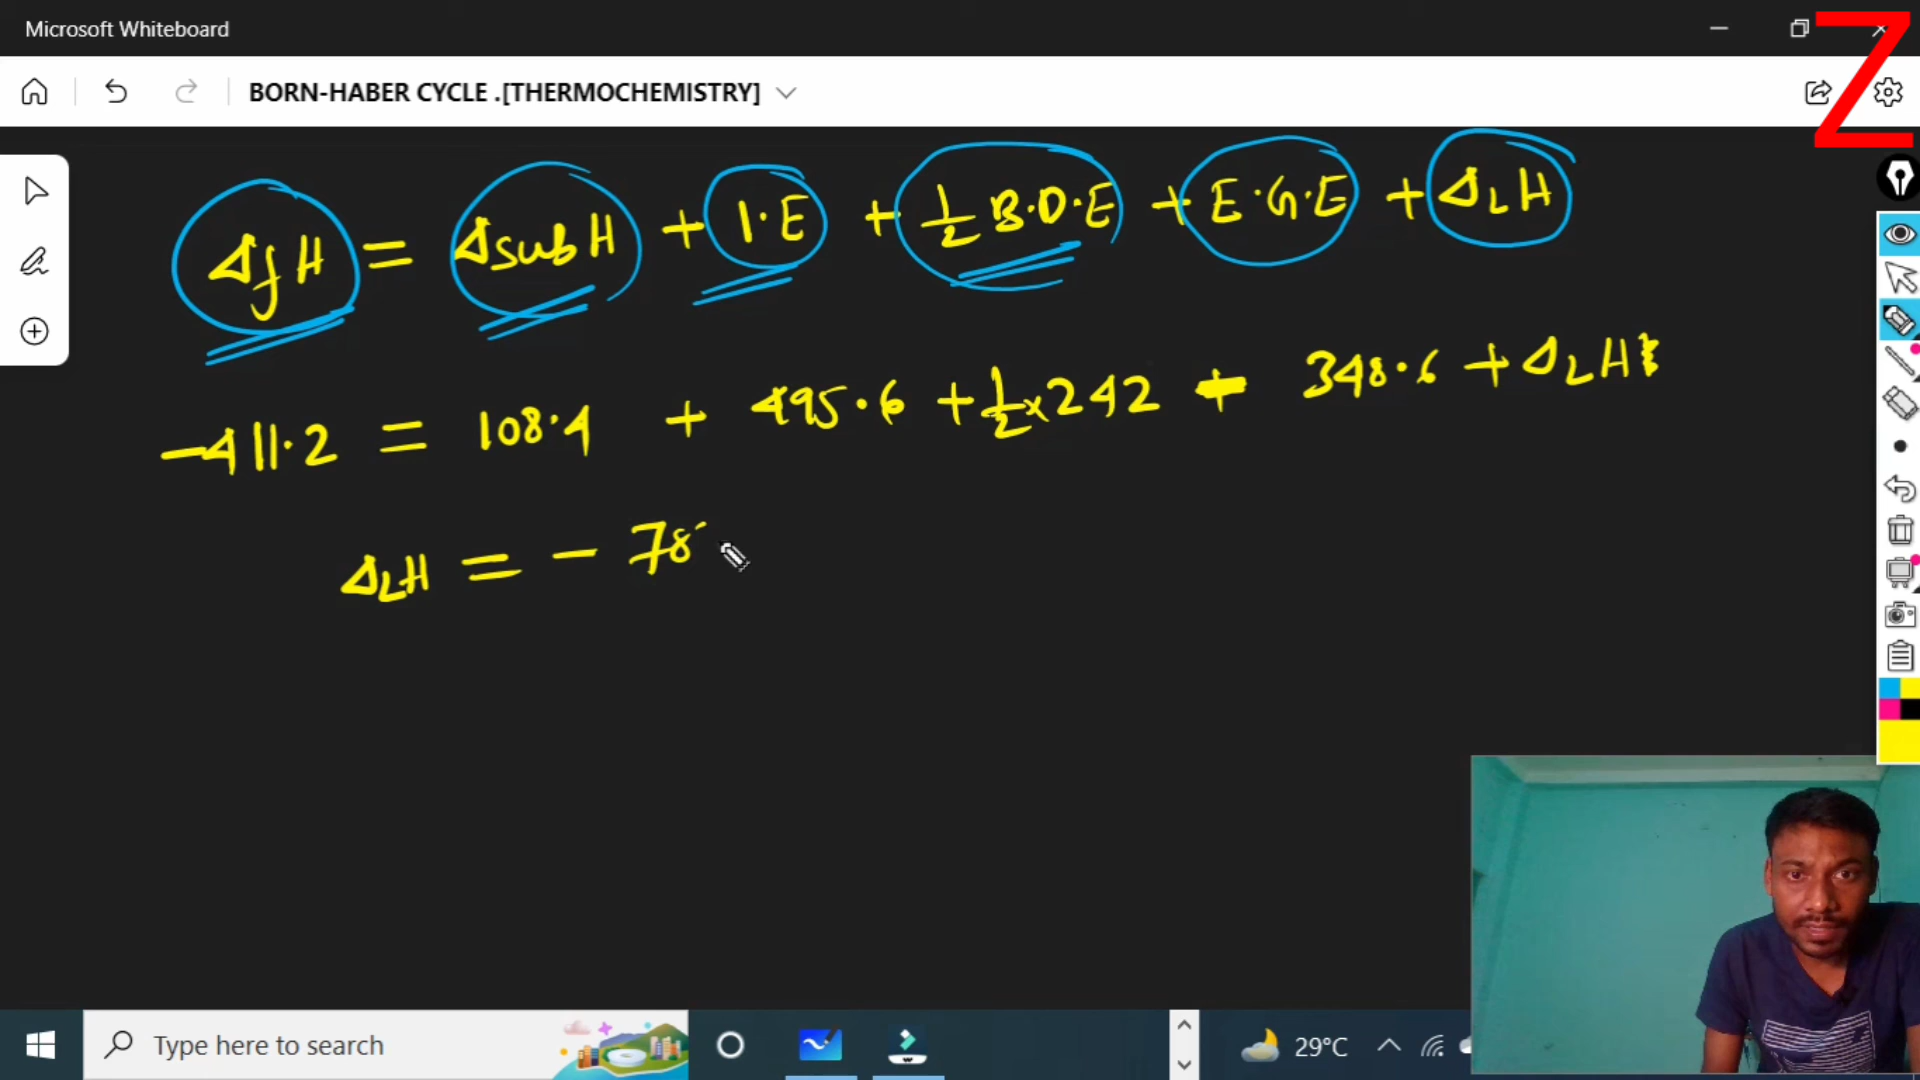 Microsoft Whiteboard
Z
BORN-HABER CYCLE .[THERMOCHEMISTRY]
ΔfH = ΔsubH + I·E + 1/2 B·D·E + E·G·E + ΔLH
-411.2 = 108.4 + 495.6 + 1/2 x 242 - 348.6 + ΔLH
ΔLH = - 78
Type here to search
29°C